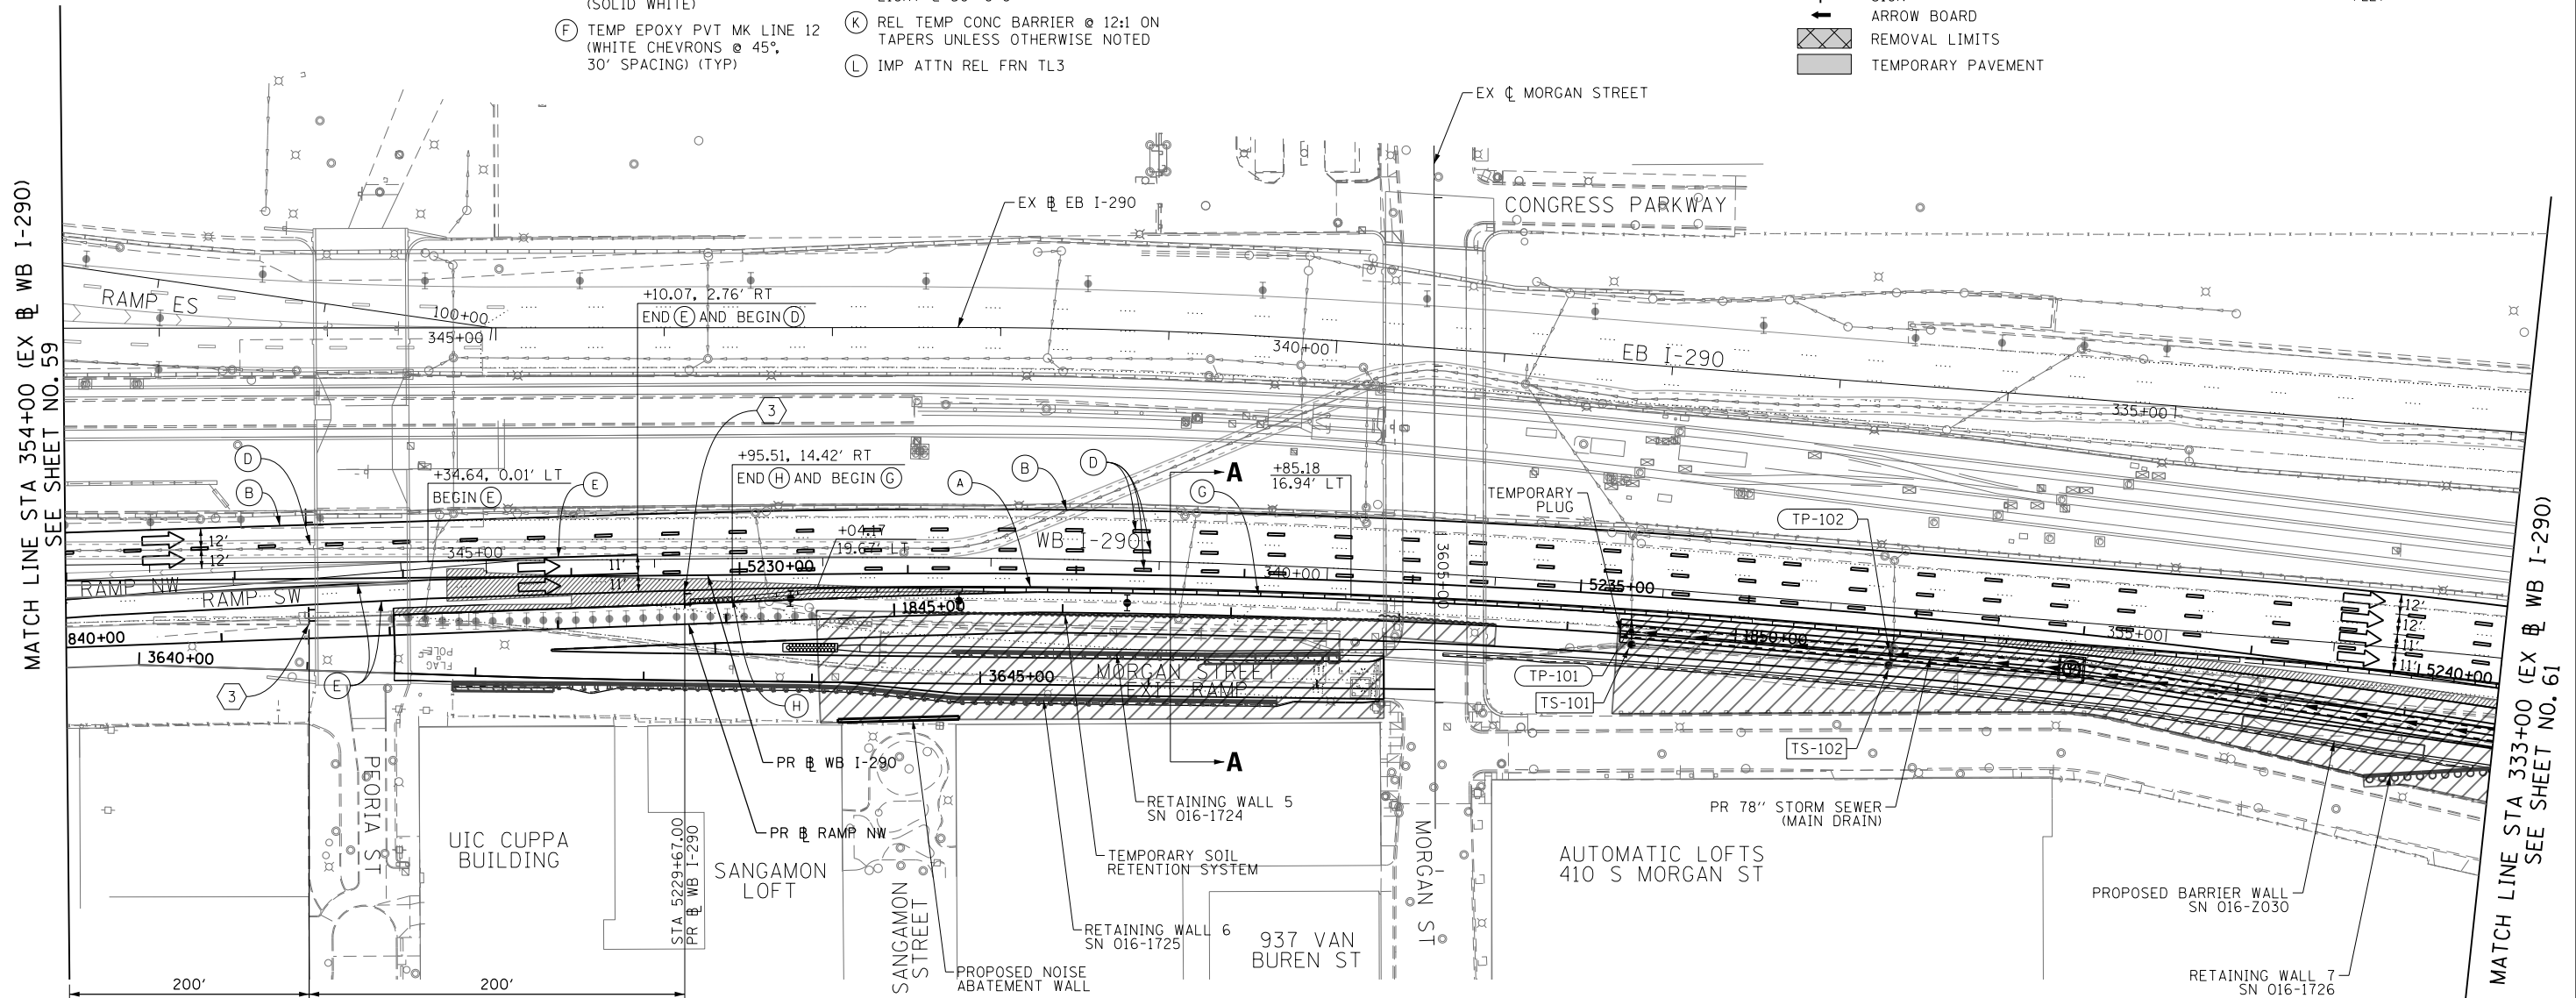 (SOLID WHITE)
F TEMP EPOXY PVT MK LINE 12
(WHITE CHEVRONS @ 45°,
30' SPACING) (TYP)
K REL TEMP CONC BARRIER @ 12:1 ON
TAPERS UNLESS OTHERWISE NOTED
L IMP ATTN REL FRN TL3
ARROW BOARD
REMOVAL LIMITS
TEMPORARY PAVEMENT
EX ℄ MORGAN STREET
CONGRESS PARKWAY
EX B EB I-290
MATCH LINE STA 354+00 (EX B WB I-290)
SEE SHEET NO. 59
RAMP ES
100+00
345+00
+10.07, 2.76' RT
END E AND BEGIN D
340+00
EB I-290
335+00
3
D
B
+34.64, 0.01' LT
BEGIN E
E
+95.51, 14.42' RT
END H AND BEGIN G
A
B
D
A
G
+85.18
16.94' LT
TEMPORARY
PLUG
TP-102
12'
12'
345+00
11'
11'
+04.17
19.67' LT
WB I-290
5230+00
340+00
3605+00
5235+00
RAMP NW
RAMP SW
1845+00
1850+00
335+00
12'
12'
11'
11'
5240+00
840+00
3640+00
FLAG
POLE
3645+00
MORGAN STREET
EXIT RAMP
3
E
H
TP-101
TS-101
TS-102
A
PR B WB I-290
PR B RAMP NW
RETAINING WALL 5
SN 016-1724
TEMPORARY SOIL
RETENTION SYSTEM
RETAINING WALL 6
SN 016-1725
PROPOSED NOISE
ABATEMENT WALL
PR 78" STORM SEWER
(MAIN DRAIN)
PROPOSED BARRIER WALL
SN 016-Z030
RETAINING WALL 7
SN 016-1726
PEORIA ST
UIC CUPPA
BUILDING
STA 5229+67.00
PR B WB I-290
SANGAMON
LOFT
SANGAMON
STREET
937 VAN
BUREN ST
MORGAN ST
AUTOMATIC LOFTS
410 S MORGAN ST
200'
200'
MATCH LINE STA 333+00 (EX B WB I-290)
SEE SHEET NO. 61